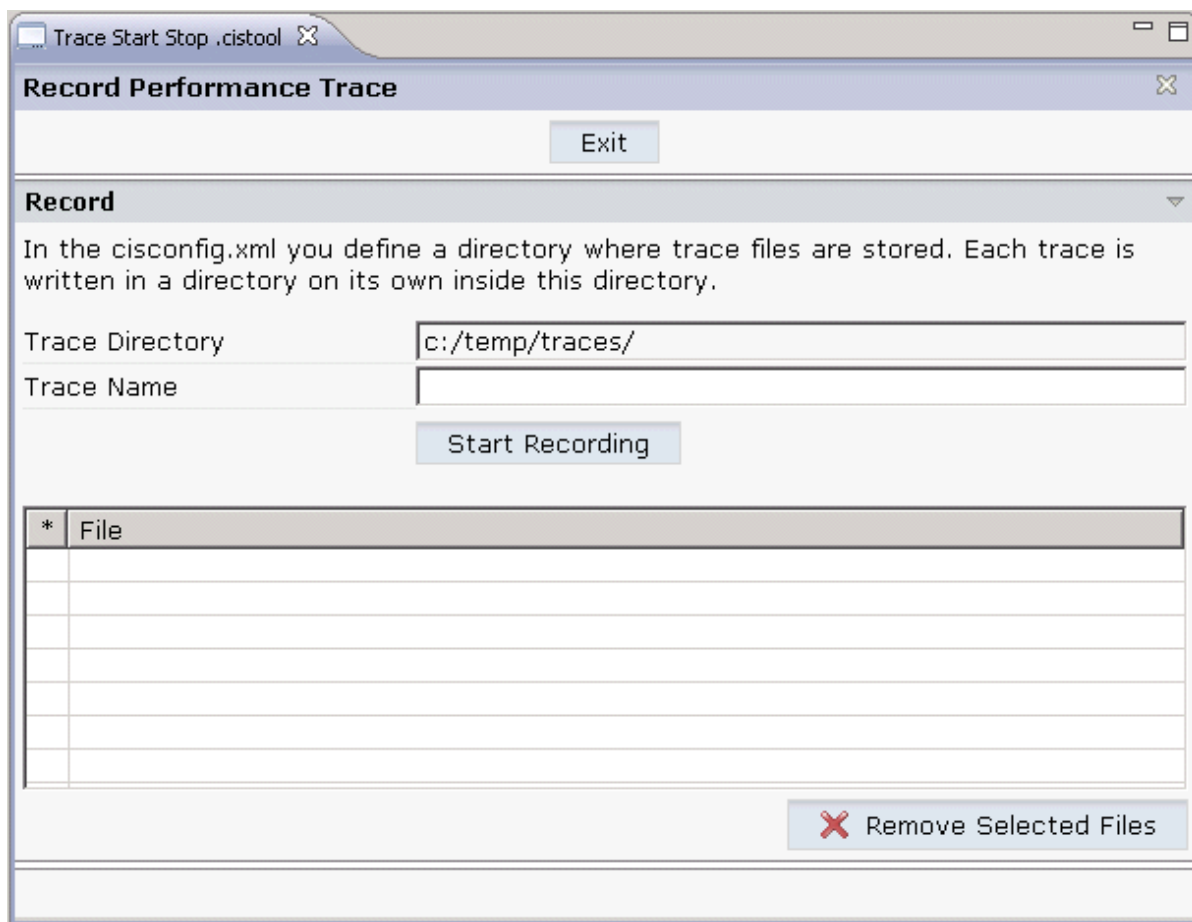 Trace Start Stop .cistool
Record Performance Trace
Exit
Record
In the cisconfig.xml you define a directory where trace files are stored. Each trace is
written in a directory on its own inside this directory.
Trace Directory c:/temp/traces/
Trace Name
Start Recording
* File
Remove Selected Files